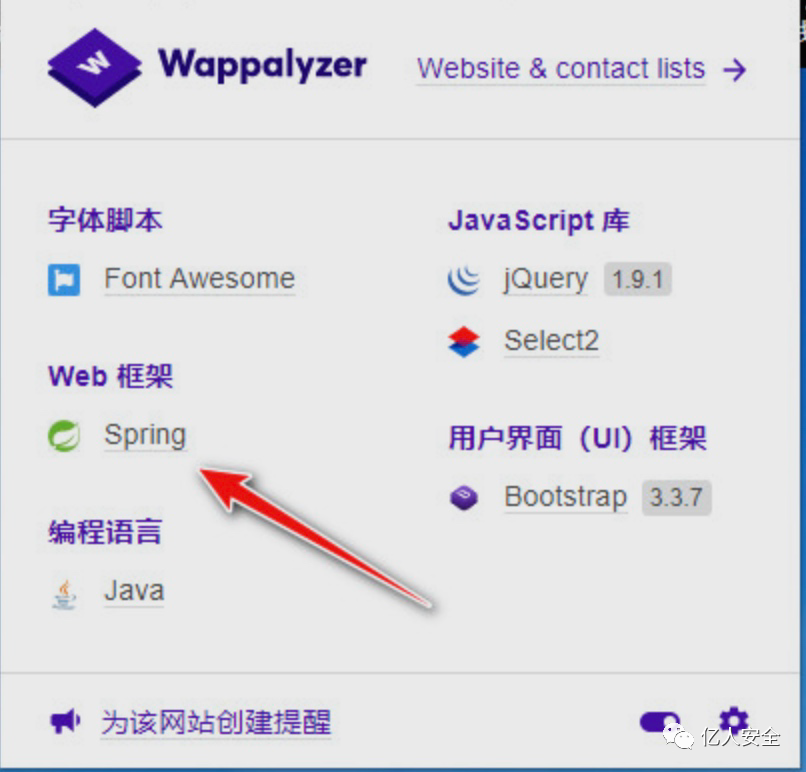 Wappalyzer
Website & contact lists →
字体脚本
Font Awesome
Web 框架
Spring
编程语言
Java
JavaScript 库
jQuery 1.9.1
Select2
用户界面（UI）框架
Bootstrap 3.3.7
为该网站创建提醒
亿人安全